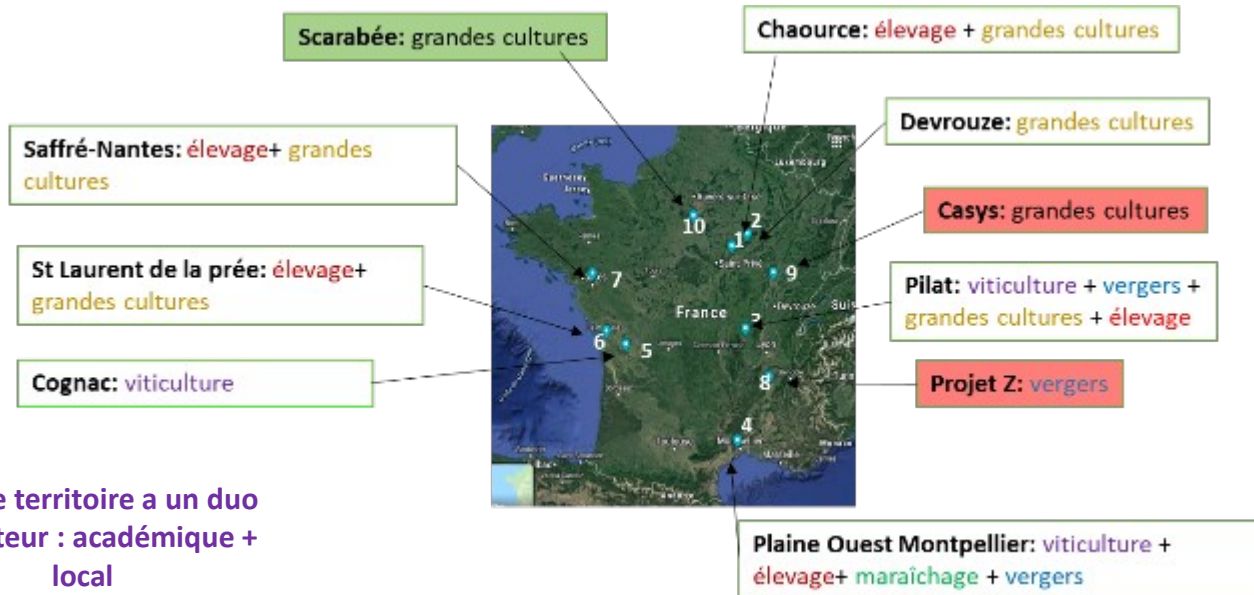 Scarabée: grandes cultures
Chaource: élevage + grandes cultures
Devrouze: grandes cultures
Saffré-Nantes: élevage+ grandes
cultures
Casys: grandes cultures
St Laurent de la prée: élevage+
grandes cultures
Pilat: viticulture + vergers +
grandes cultures + élevage
Cognac: viticulture
Projet Z: vergers
10
2
1
7
9
France
6
5
8
4
e territoire a un duo
teur : académique +
local
Plaine Ouest Montpellier: viticulture +
élevage+ maraîchage + vergers